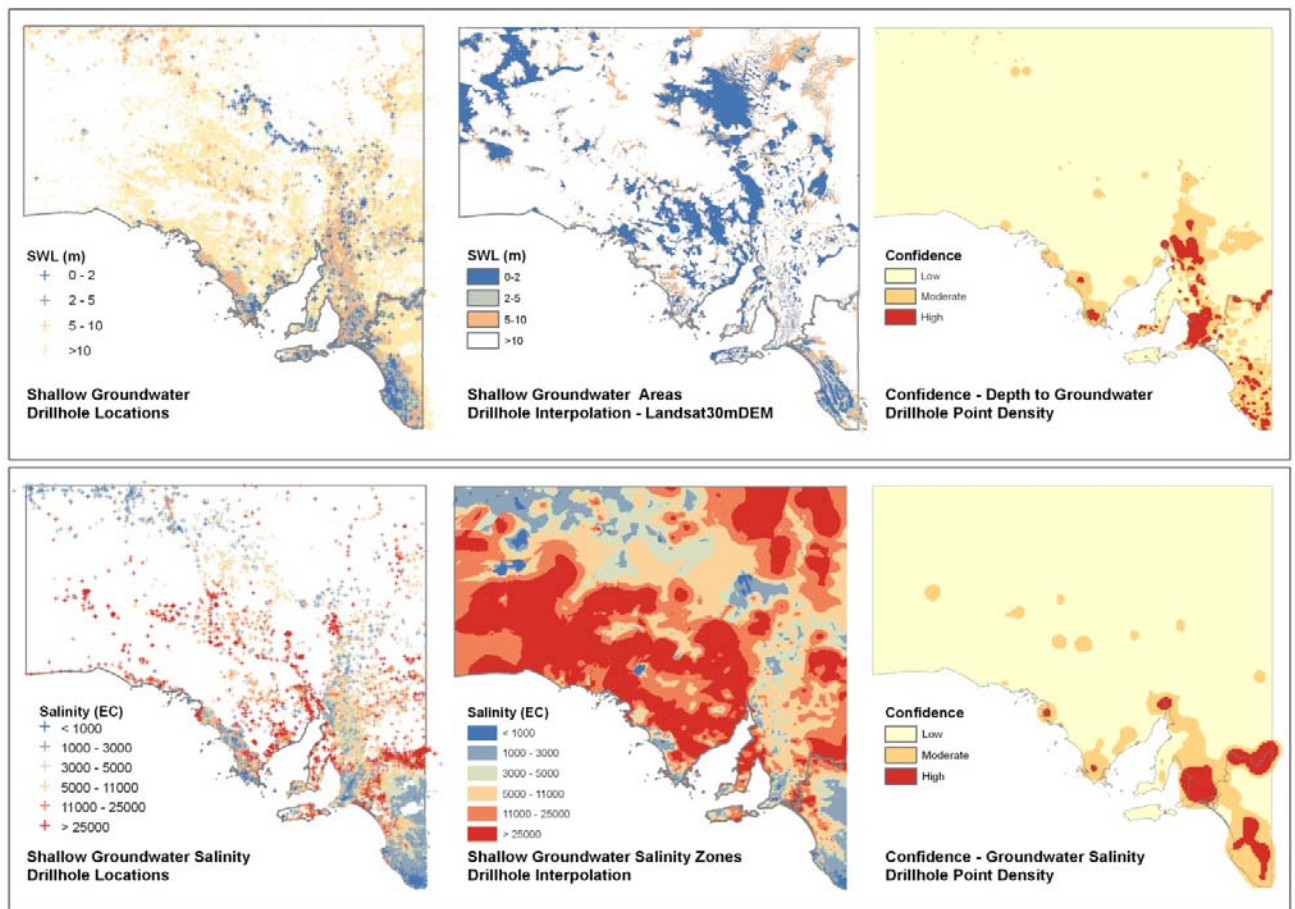 SWL (m)
0 - 2
2 - 5
5 - 10
>10
Shallow Groundwater
Drillhole Locations
SWL (m)
0-2
2-5
5-10
>10
Shallow Groundwater Areas
Drillhole Interpolation - Landsat30mDEM
Confidence
Low
Moderate
High
Confidence - Depth to Groundwater
Drillhole Point Density
Salinity (EC)
< 1000
1000 - 3000
3000 - 5000
5000 - 11000
11000 - 25000
> 25000
Shallow Groundwater Salinity
Drillhole Locations
Salinity (EC)
< 1000
1000 - 3000
3000 - 5000
5000 - 11000
11000 - 25000
> 25000
Shallow Groundwater Salinity Zones
Drillhole Interpolation
Confidence
Low
Moderate
High
Confidence - Groundwater Salinity
Drillhole Point Density